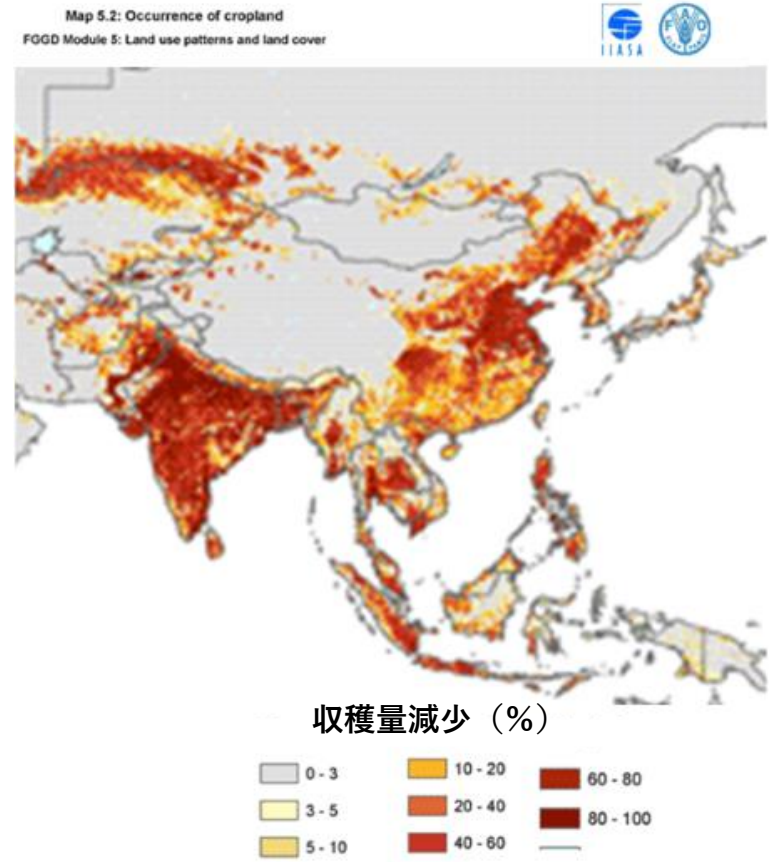 Map 5.2: Occurrence of cropland
FGGD Module 5: Land use patterns and land cover
IIASA
FAO
収穫量減少（%）
0 - 3
3 - 5
5 - 10
10 - 20
20 - 40
40 - 60
60 - 80
80 - 100